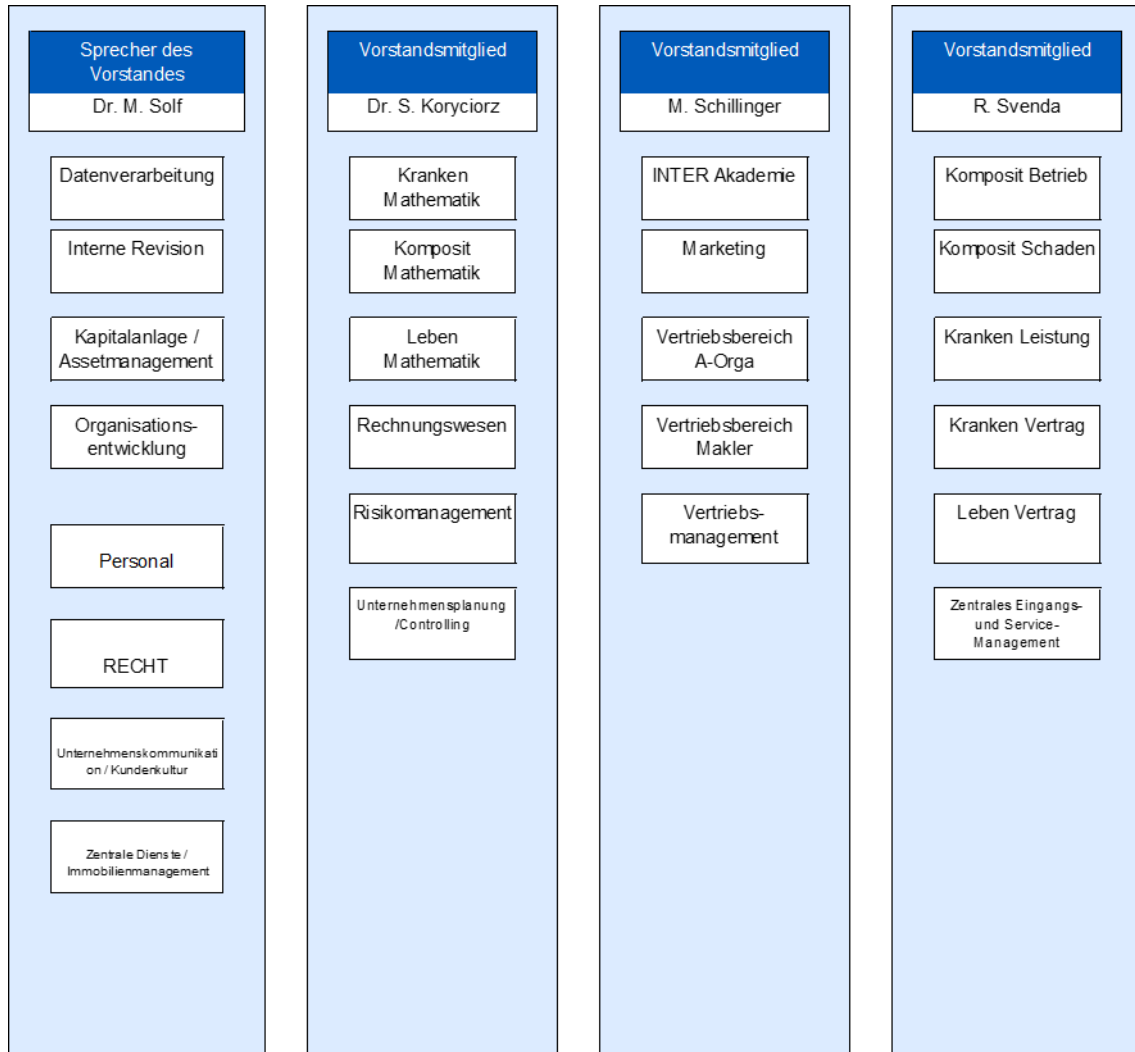 Sprecher des
Vorstandes
Dr. M. Solf
Datenverarbeitung
Interne Revision
Kapitalanlage /
Assetmanagement
Organisations-
entwicklung
Personal
RECHT
Unternehmenskommunikati
on / Kundenkultur
Zentrale Dienste /
Immobilienmanagement
Vorstandsmitglied
Dr. S. Koryciorz
Kranken
Mathematik
Komposit
Mathematik
Leben
Mathematik
Rechnungswesen
Risikomanagement
Unternehmensplanung
/Controlling
Vorstandsmitglied
M. Schillinger
INTER Akademie
Marketing
Vertriebsbereich
A-Orga
Vertriebsbereich
Makler
Vertriebs-
management
Vorstandsmitglied
R. Svenda
Komposit Betrieb
Komposit Schaden
Kranken Leistung
Kranken Vertrag
Leben Vertrag
Zentrales Eingangs-
und Service-
Management